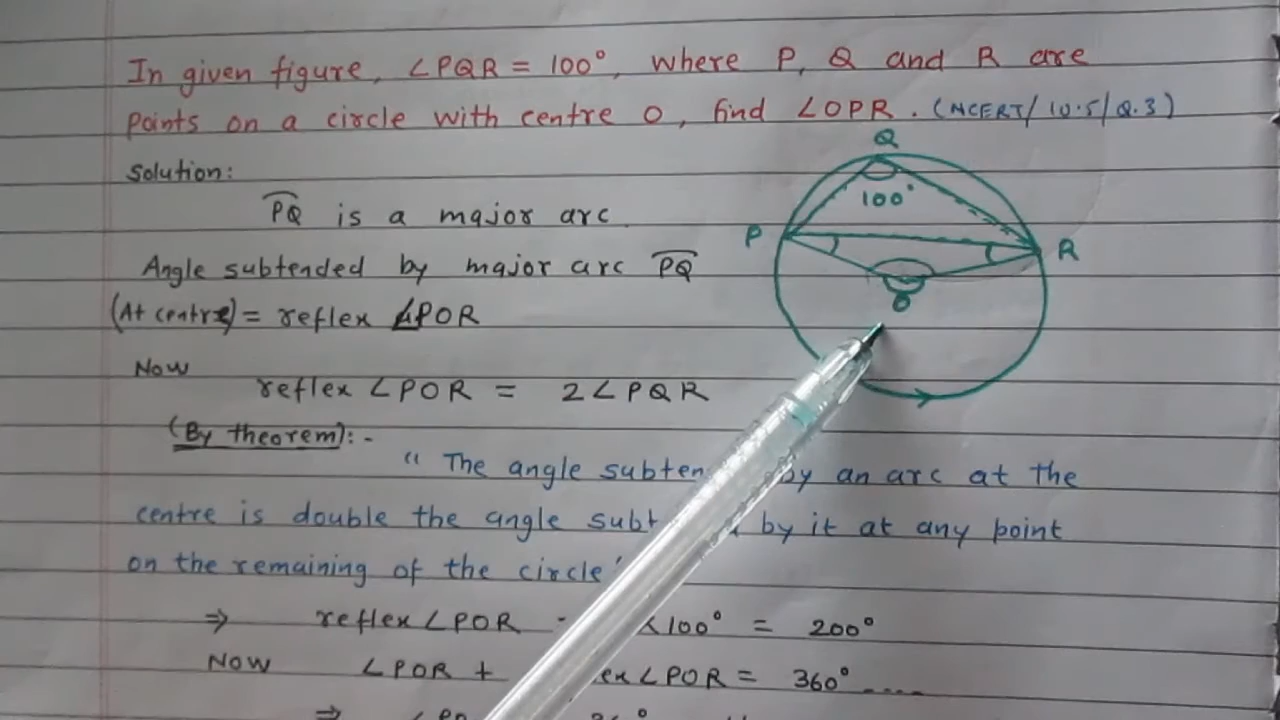 In given figure, ∠PQR = 100°, where P, Q and R are
points on a circle with centre O, find ∠OPR. (NCERT/10.5/Q.3)
Solution:
P͡Q is a major arc
Angle subtended by major arc P͡Q
(At centre) = reflex ∠POR
Now
reflex ∠POR = 2∠PQR
(By theorem):-
“ The angle subten by an arc at the
centre is double the angle subt by it at any point
on the remaining of the circle
⇒ reflex ∠POR ×100° = 200°
Now ∠POR + ex ∠POR = 360° ....
⇒
Q
100°
P
R
O